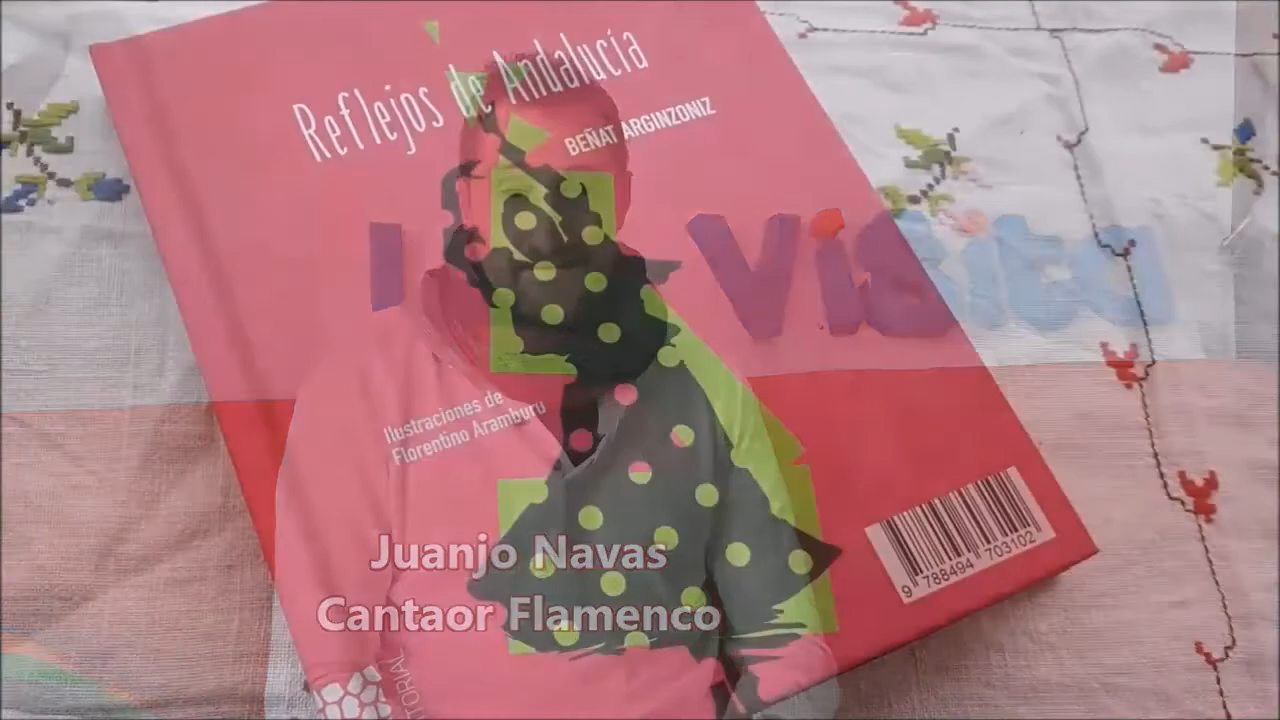 Reflejos de Andalucía
BEÑAT ARGINZONIZ
Ilustraciones de
Florentino Aramburu
Juanjo Navas
Cantaor Flamenco
9 788494 703102